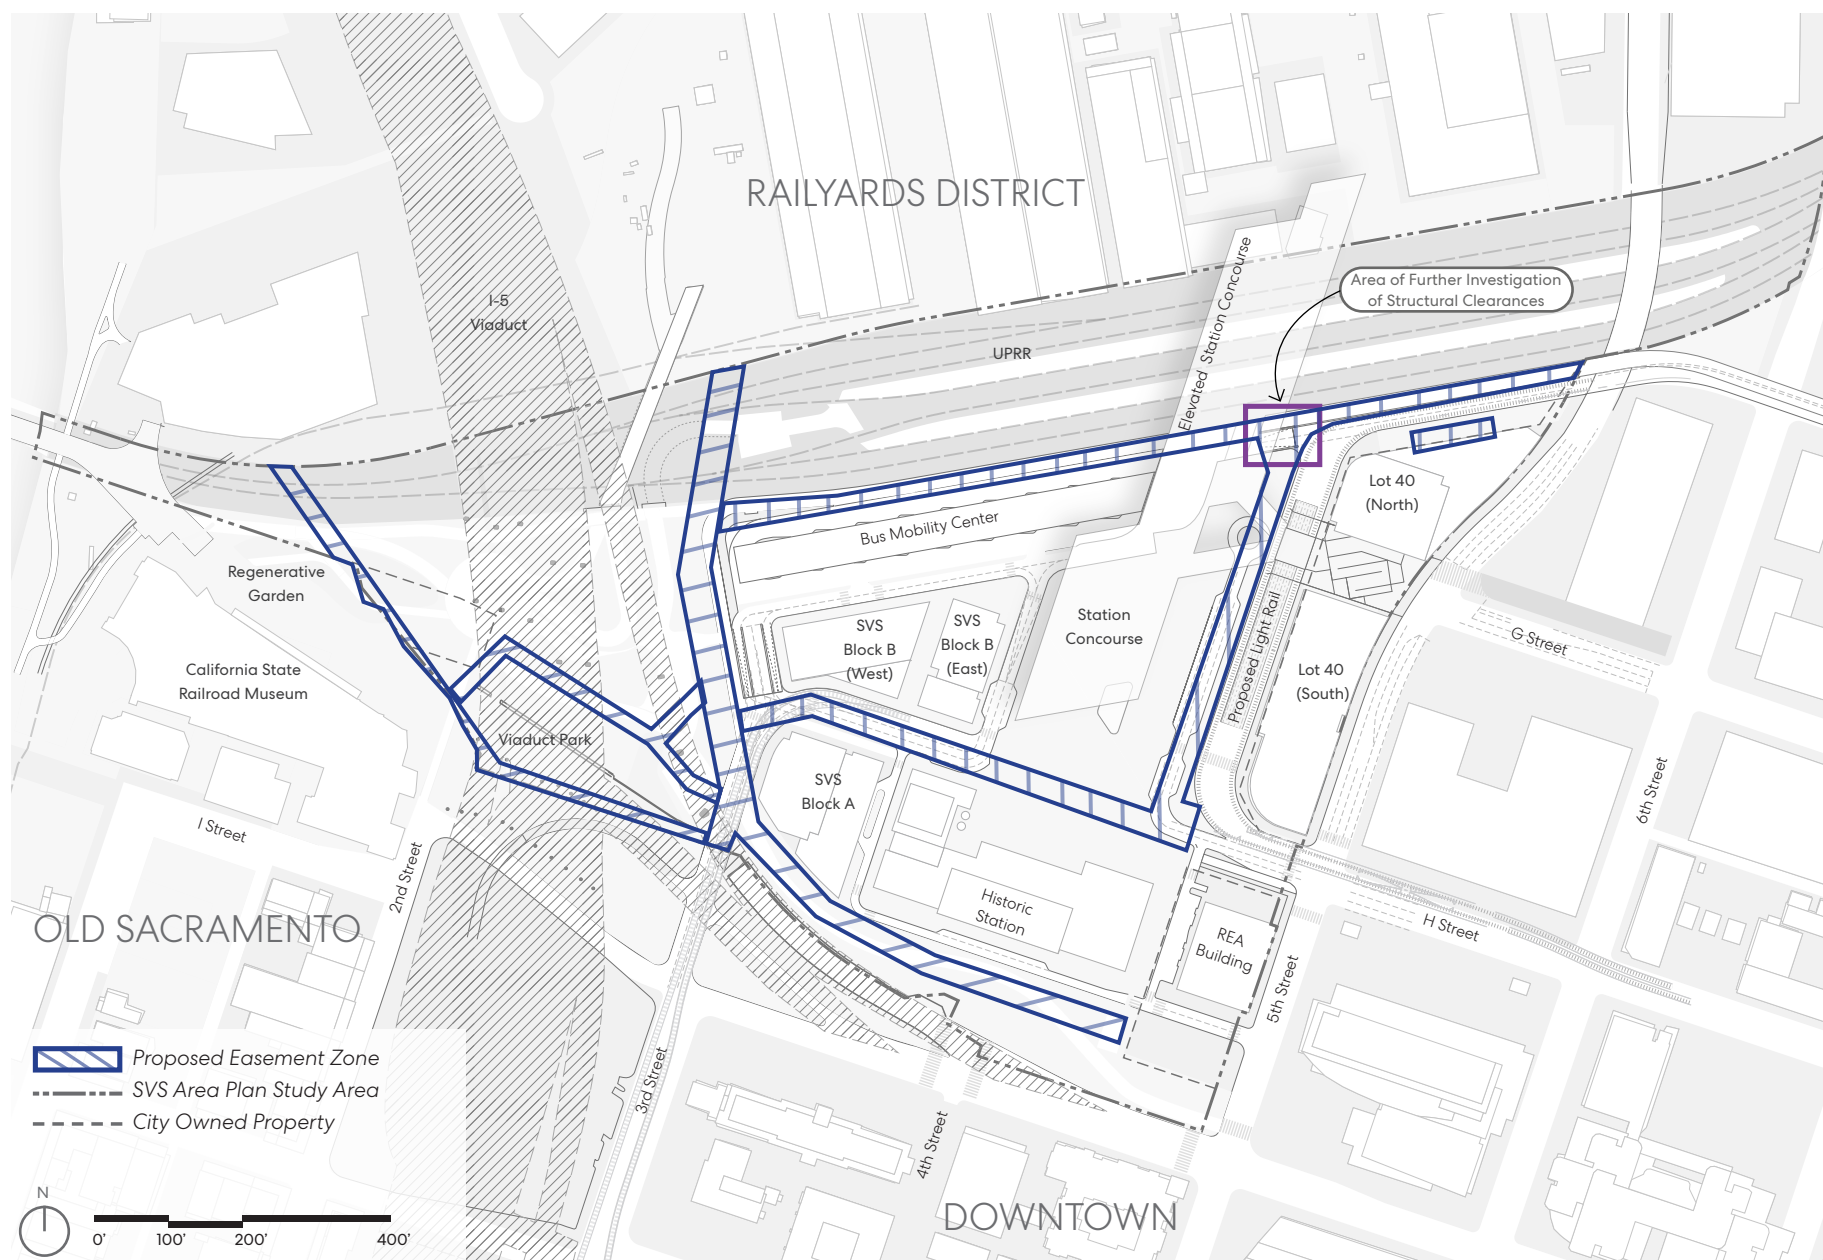 RAILYARDS DISTRICT
Elevated Station Concourse
Area of Further Investigation
of Structural Clearances
I-5
Viaduct
UPRR
Lot 40
(North)
Bus Mobility Center
Regenerative
Garden
SVS
Block B
(West)
SVS
Block B
(East)
Station
Concourse
Proposed Light Rail
G Street
California State
Railroad Museum
Lot 40
(South)
Viaduct Park
SVS
Block A
6th Street
I Street
2nd Street
Historic
Station
OLD SACRAMENTO
REA
Building
H Street
5th Street
Proposed Easement Zone
SVS Area Plan Study Area
City Owned Property
3rd Street
4th Street
N
0' 100' 200' 400'
DOWNTOWN